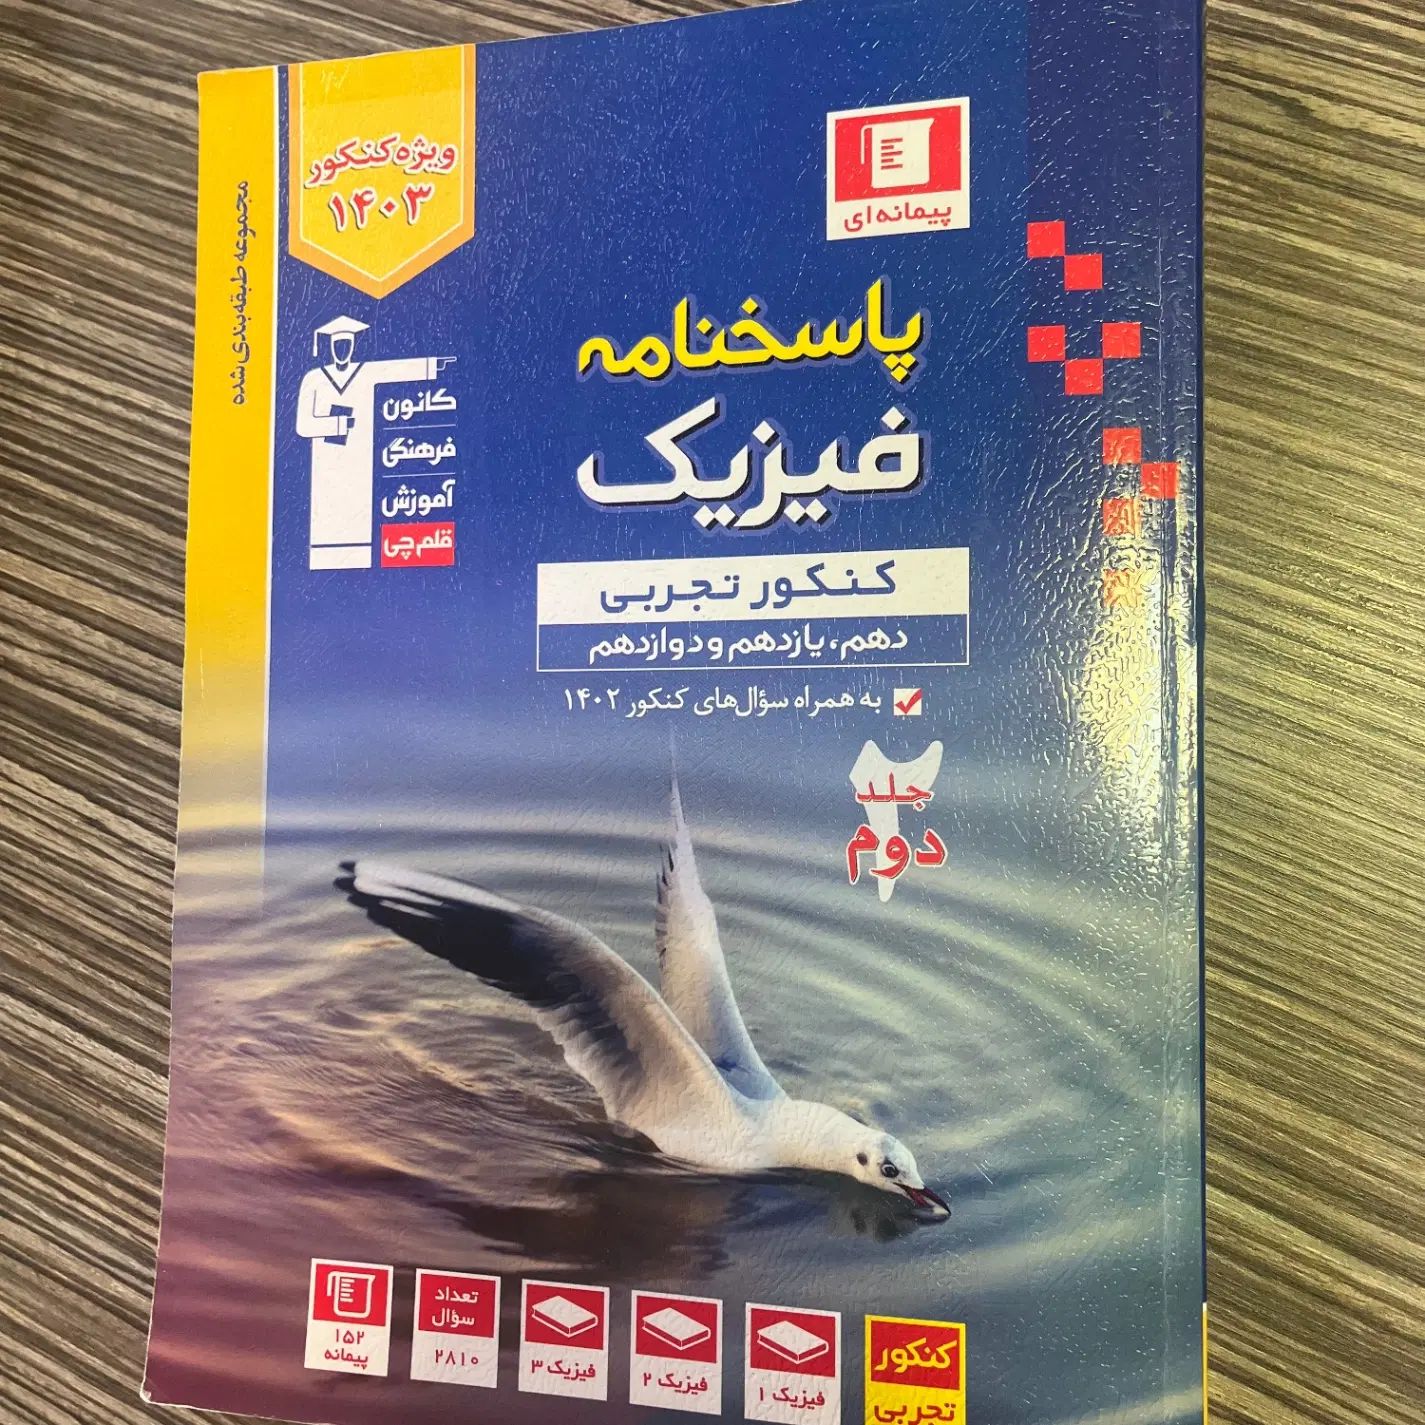 ویژه کنکور
۱۴۰۳
مجموعه طبقه‌بندی شده
پیمانه‌ای
کانون
فرهنگی
آموزش
قلم‌چی
پاسخنامه
فیزیک
کنکور تجربی
دهم، یازدهم و دوازدهم
به همراه سؤال‌های کنکور ۱۴۰۲
۲
جلد
دوم
کنکور
تجربی
فیزیک ۱
فیزیک ۲
فیزیک ۳
تعداد
سؤال
۲۸۱۰
۱۵۲
پیمانه